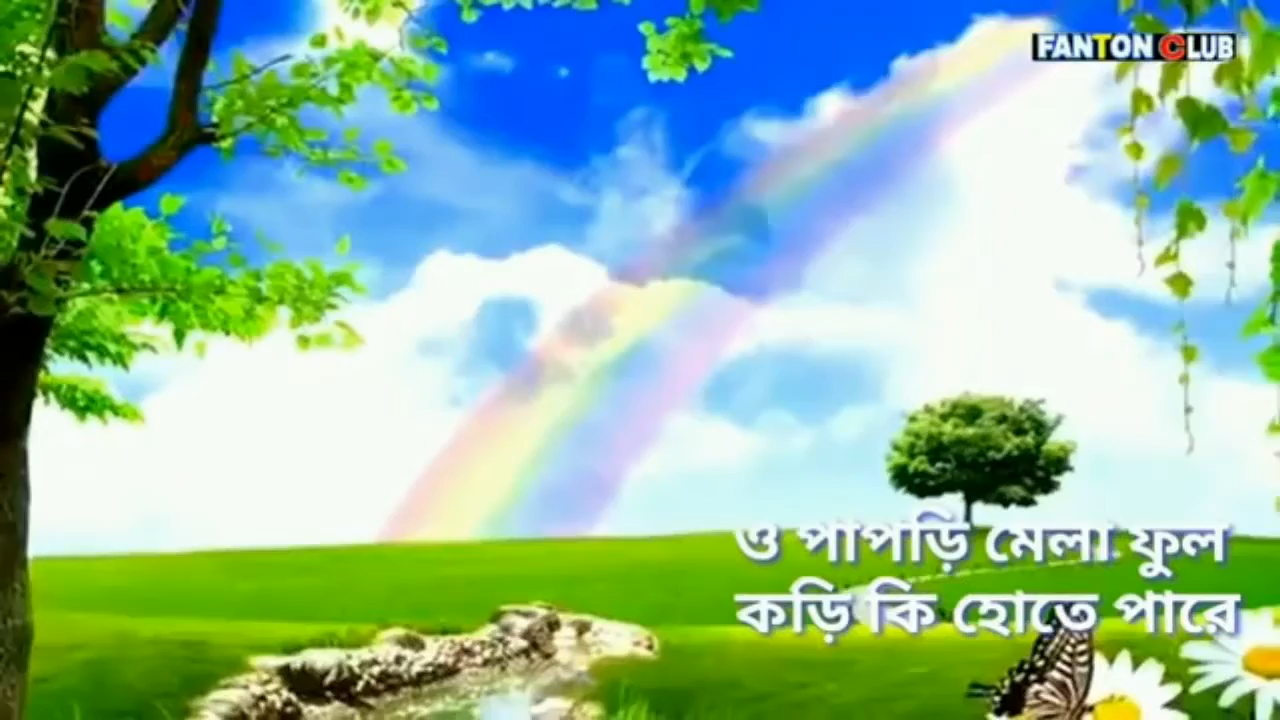 FANTON CLUB
ও পাপড়ি মেলা ফুল
কড়ি কি হোতে পারে